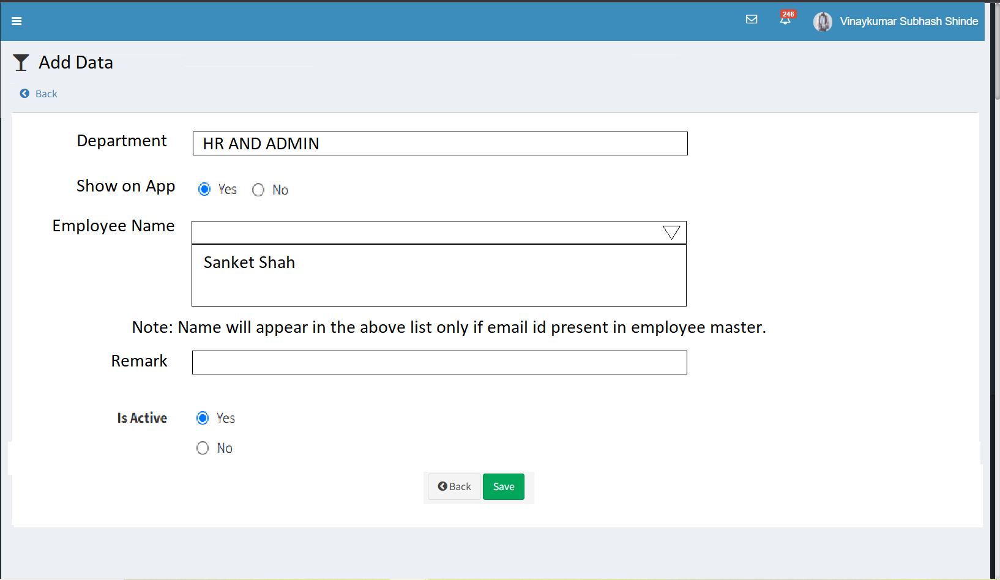 248
Vinaykumar Subhash Shinde
Add Data
Back
Department HR AND ADMIN
Show on App Yes No
Employee Name
Sanket Shah
Note: Name will appear in the above list only if email id present in employee master.
Remark
Is Active Yes
No
Back Save